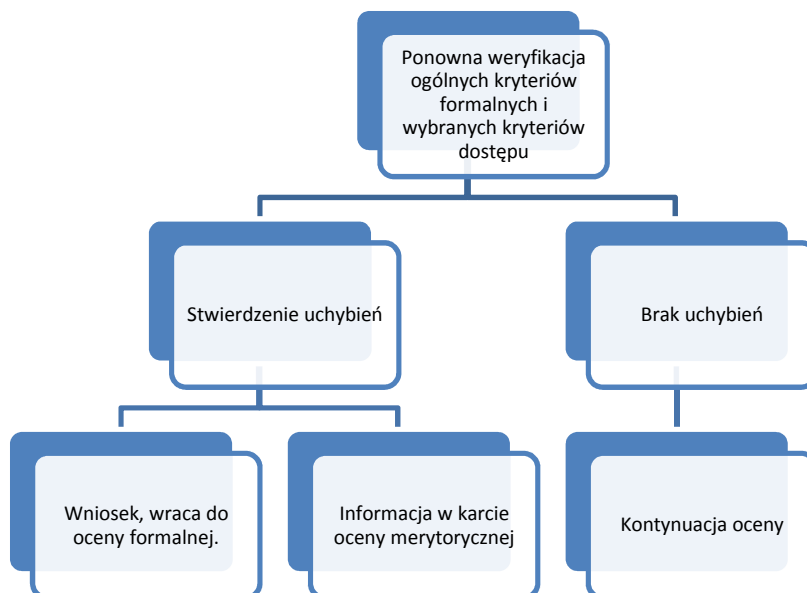 Ponowna weryfikacja
ogólnych kryteriów
formalnych i
wybranych kryteriów
dostępu
Stwierdzenie uchybień
Brak uchybień
Wniosek, wraca do
oceny formalnej.
Informacja w karcie
oceny merytorycznej
Kontynuacja oceny